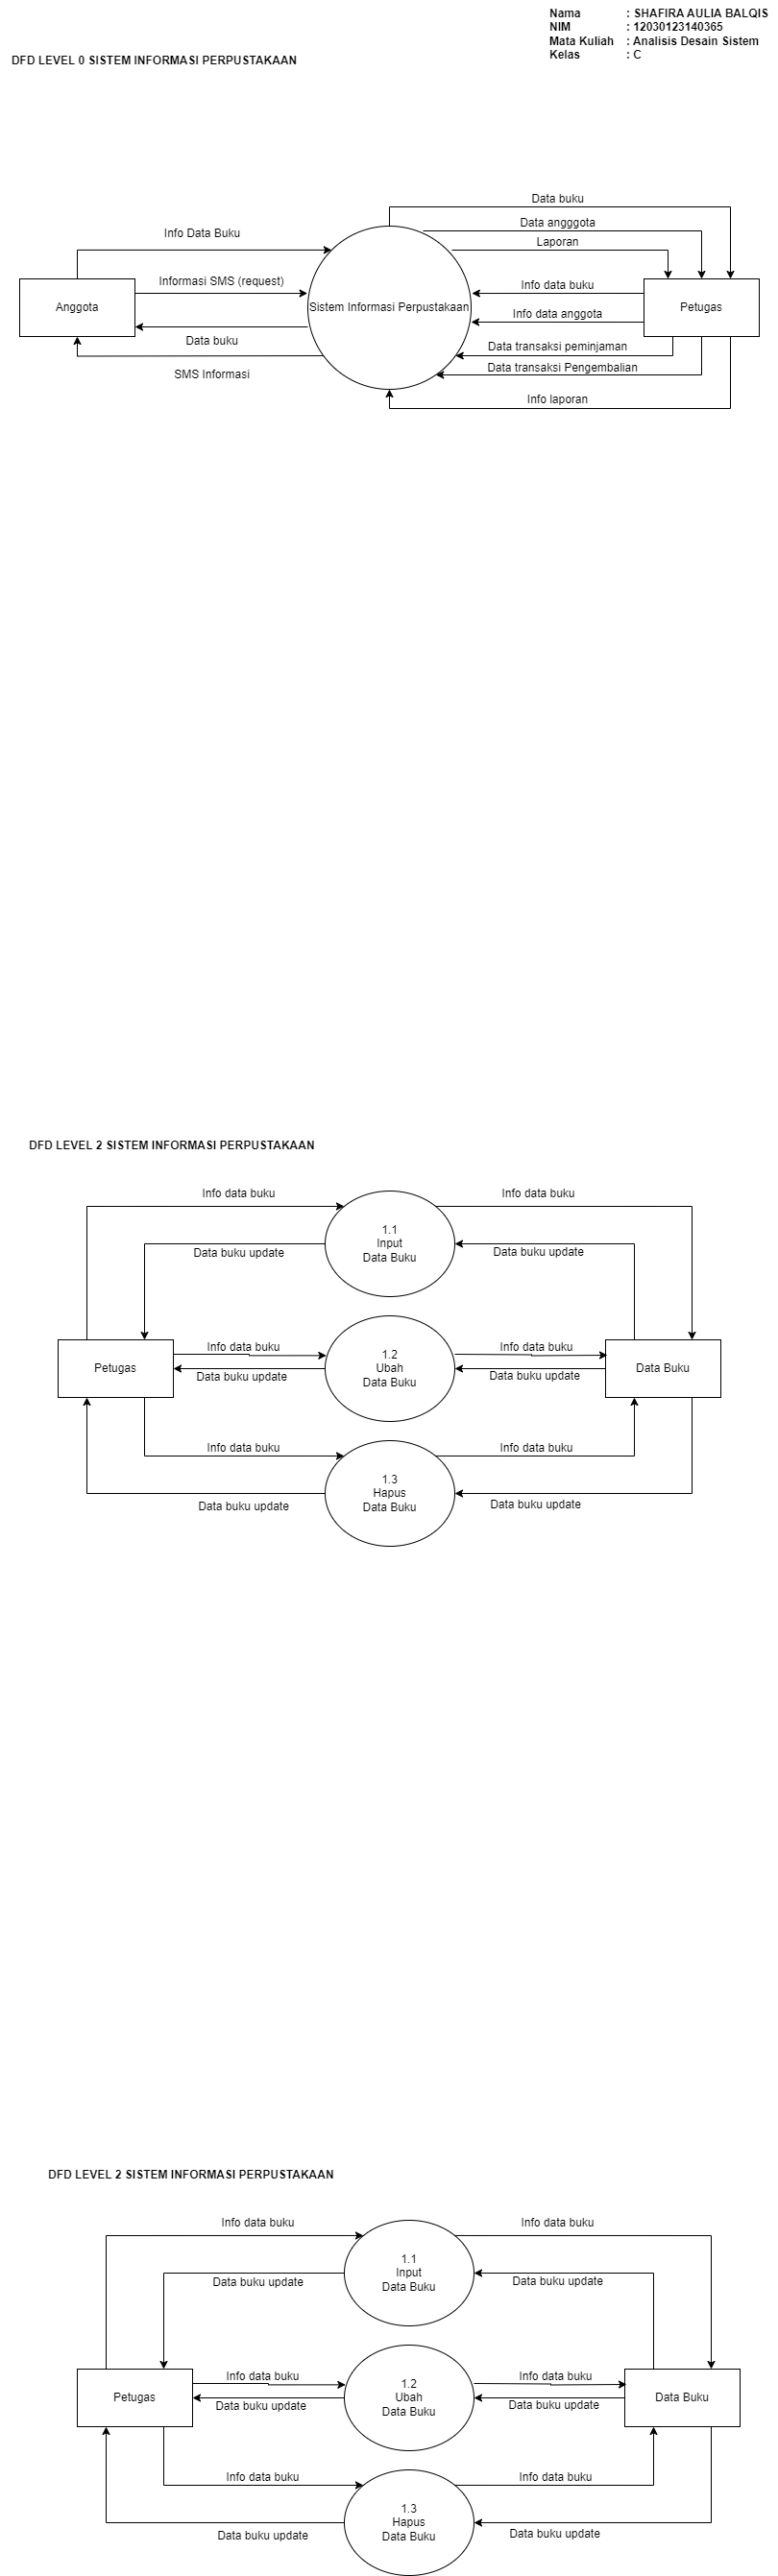 Nama : SHAFIRA AULIA BALQIS
NIM : 12030123140365
Mata Kuliah : Analisis Desain Sistem
Kelas : C
DFD LEVEL 0 SISTEM INFORMASI PERPUSTAKAAN
Data buku
Data angggota
Laporan
Info Data Buku
Informasi SMS (request)
Info data buku
Anggota
Sistem Informasi Perpustakaan
Petugas
Info data anggota
Data buku
Data transaksi peminjaman
Data transaksi Pengembalian
SMS Informasi
Info laporan
DFD LEVEL 2 SISTEM INFORMASI PERPUSTAKAAN
Info data buku
Info data buku
1.1
Input
Data Buku
Data buku update
Data buku update
Info data buku
Info data buku
1.2
Ubah
Data Buku
Petugas
Data Buku
Data buku update
Data buku update
Info data buku
Info data buku
1.3
Hapus
Data Buku
Data buku update
Data buku update
DFD LEVEL 2 SISTEM INFORMASI PERPUSTAKAAN
Info data buku
Info data buku
1.1
Input
Data Buku
Data buku update
Data buku update
Info data buku
Info data buku
1.2
Ubah
Data Buku
Petugas
Data Buku
Data buku update
Data buku update
Info data buku
Info data buku
1.3
Hapus
Data Buku
Data buku update
Data buku update